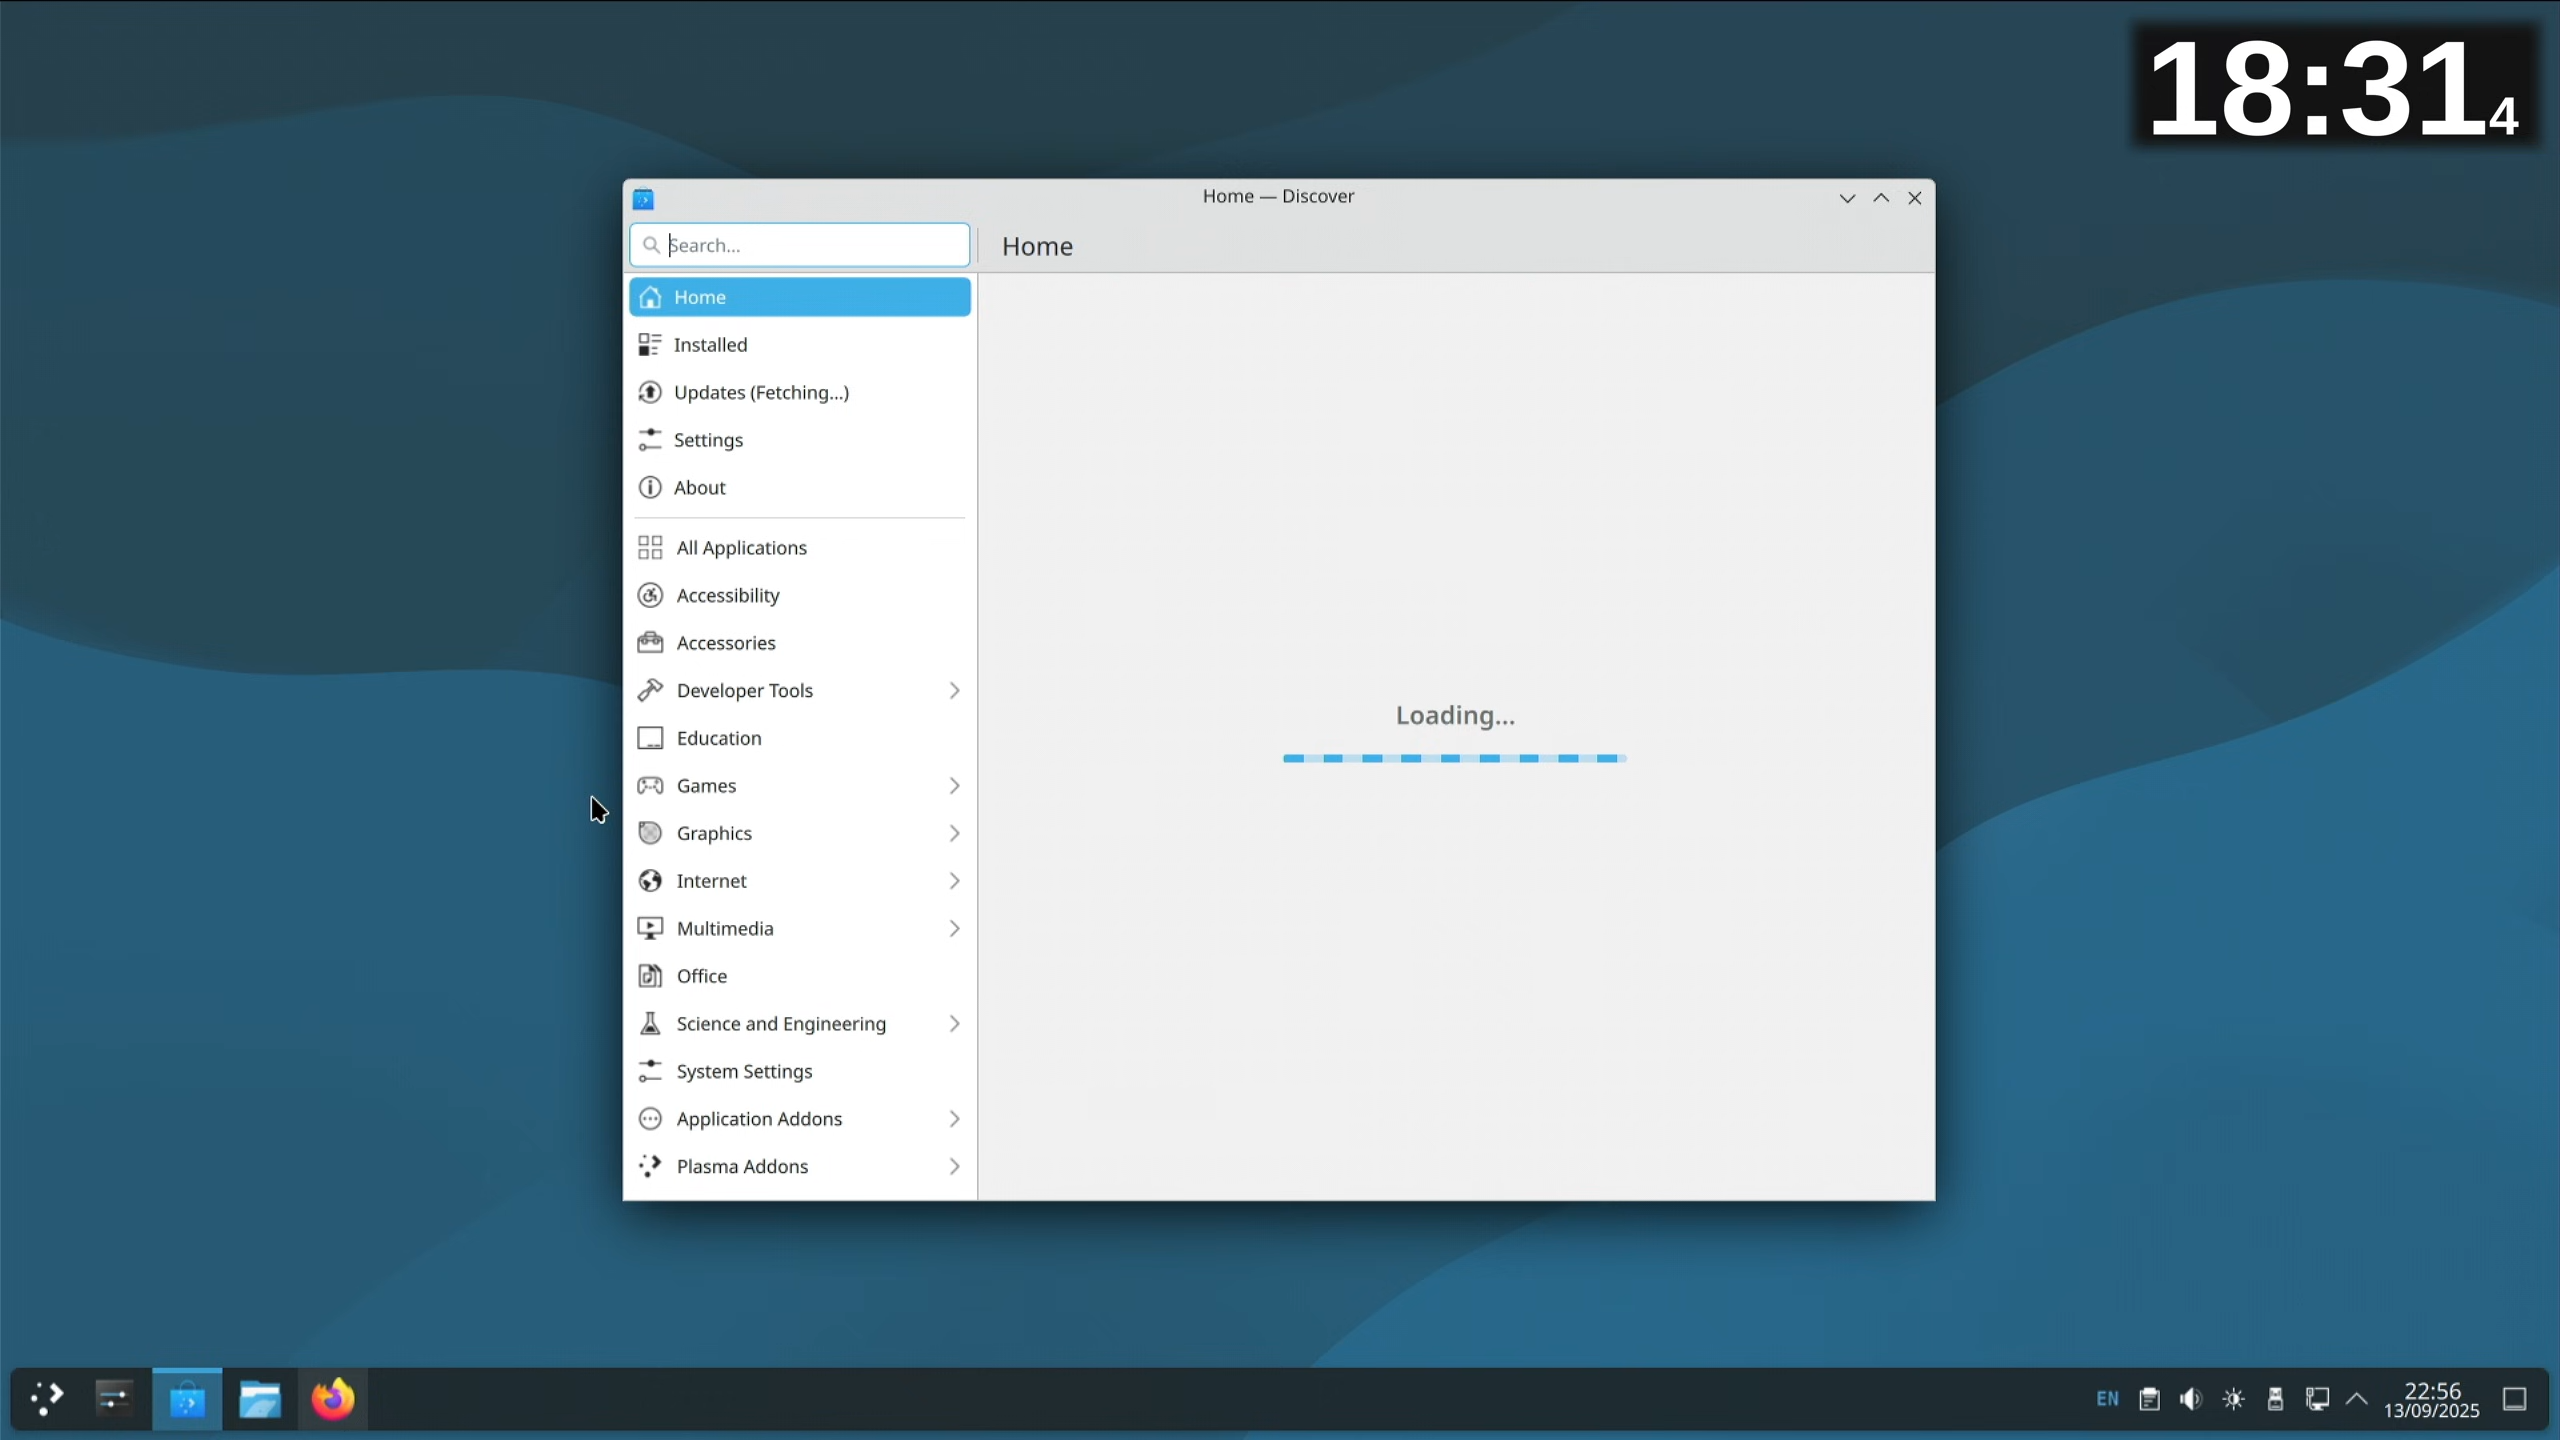 18:314
Home — Discover
Search...
Home
Home
Installed
Updates (Fetching...)
Settings
About
All Applications
Accessibility
Accessories
Developer Tools
Education
Games
Graphics
Internet
Multimedia
Office
Science and Engineering
System Settings
Application Addons
Plasma Addons
Loading...
EN
22:56
13/09/2025